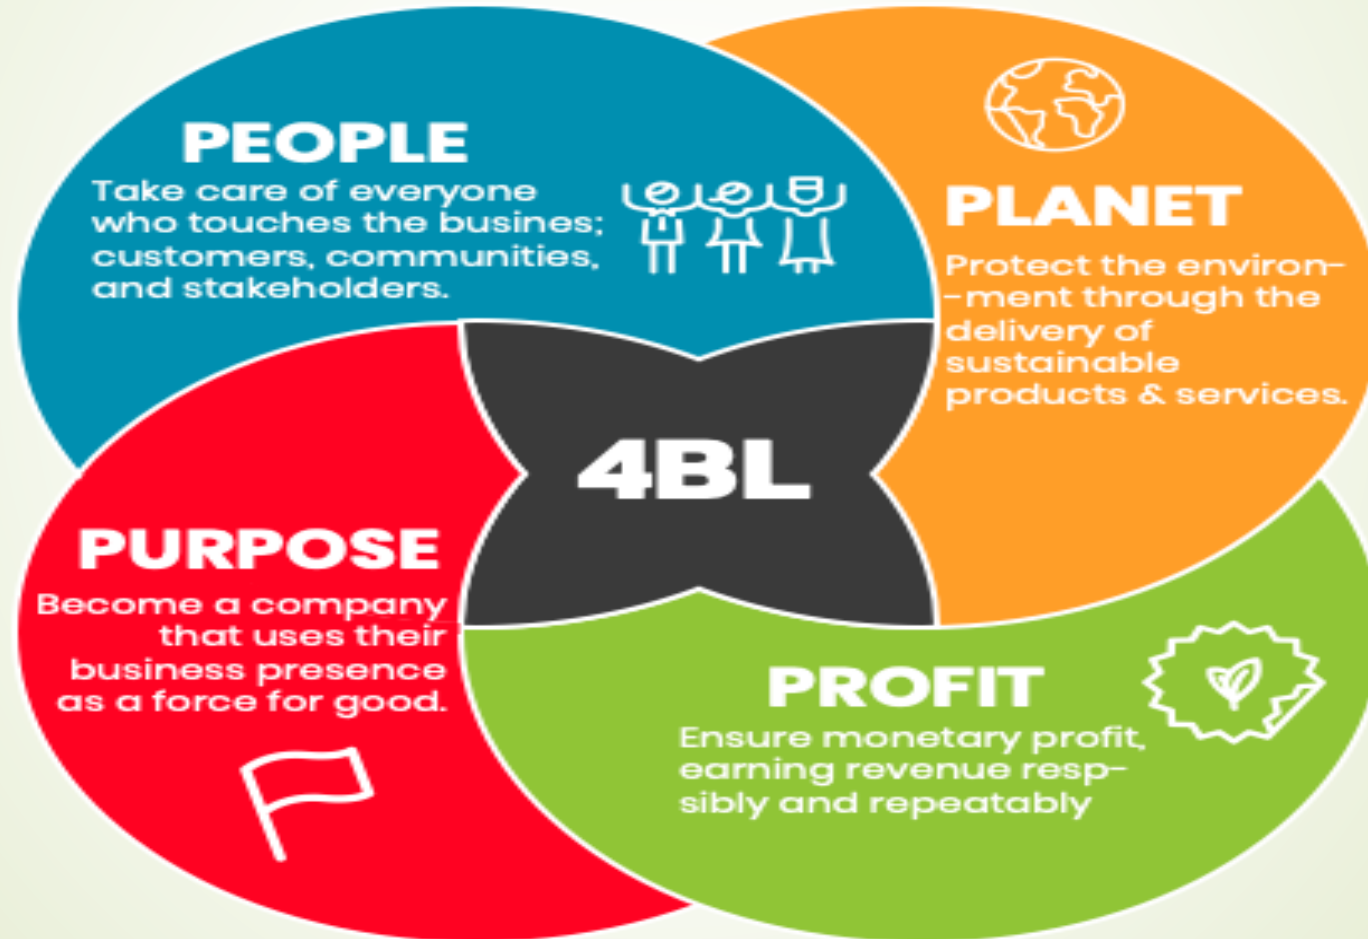 PEOPLE
Take care of everyone
who touches the busines;
customers, communities,
and stakeholders.
PLANET
Protect the environ-
-ment through the
delivery of
sustainable
products & services.
4BL
PURPOSE
Become a company
that uses their
business presence
as a force for good.
PROFIT
Ensure monetary profit,
earning revenue resp-
sibly and repeatably